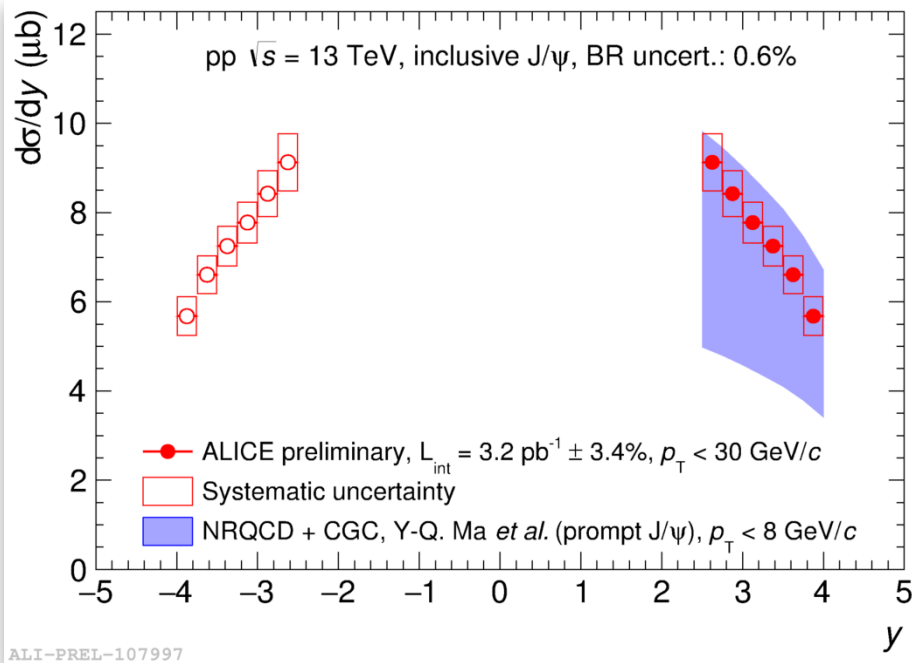 pp √s = 13 TeV, inclusive J/ψ, BR uncert.: 0.6%
dσ/dy (μb)
12
10
8
6
4
2
0
ALICE preliminary, L_int = 3.2 pb⁻¹ ± 3.4%, p_T < 30 GeV/c
Systematic uncertainty
NRQCD + CGC, Y-Q. Ma et al. (prompt J/ψ), p_T < 8 GeV/c
−5 −4 −3 −2 −1 0 1 2 3 4 5
y
ALI-PREL-107997